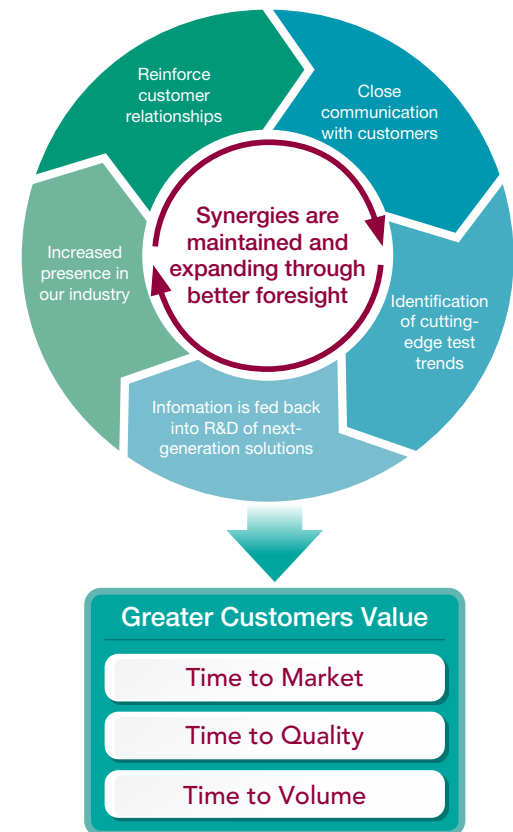 Reinforce
customer
relationships
Close
communication
with customers
Identification
of cutting-
edge test
trends
Infomation is fed back
into R&D of next-
generation solutions
Increased
presence in
our industry
Synergies are
maintained and
expanding through
better foresight
Greater Customers Value
Time to Market
Time to Quality
Time to Volume